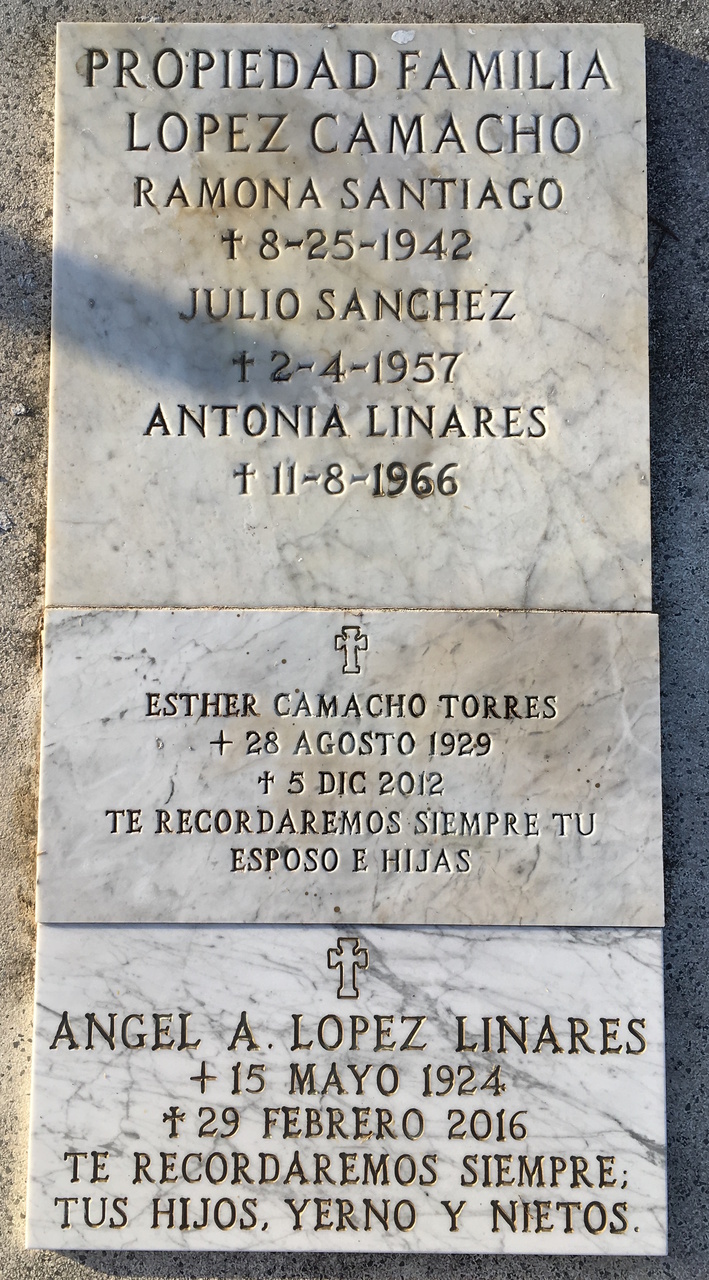 PROPIEDAD FAMILIA
LOPEZ CAMACHO
RAMONA SANTIAGO
✝ 8-25-1942
JULIO SANCHEZ
✝ 2-4-1957
ANTONIA LINARES
✝ 11-8-1966
ESTHER CAMACHO TORRES
+ 28 AGOSTO 1929
✝ 5 DIC 2012
TE RECORDAREMOS SIEMPRE TU
ESPOSO E HIJAS
ANGEL A. LOPEZ LINARES
+ 15 MAYO 1924
✝ 29 FEBRERO 2016
TE RECORDAREMOS SIEMPRE;
TUS HIJOS, YERNO Y NIETOS.